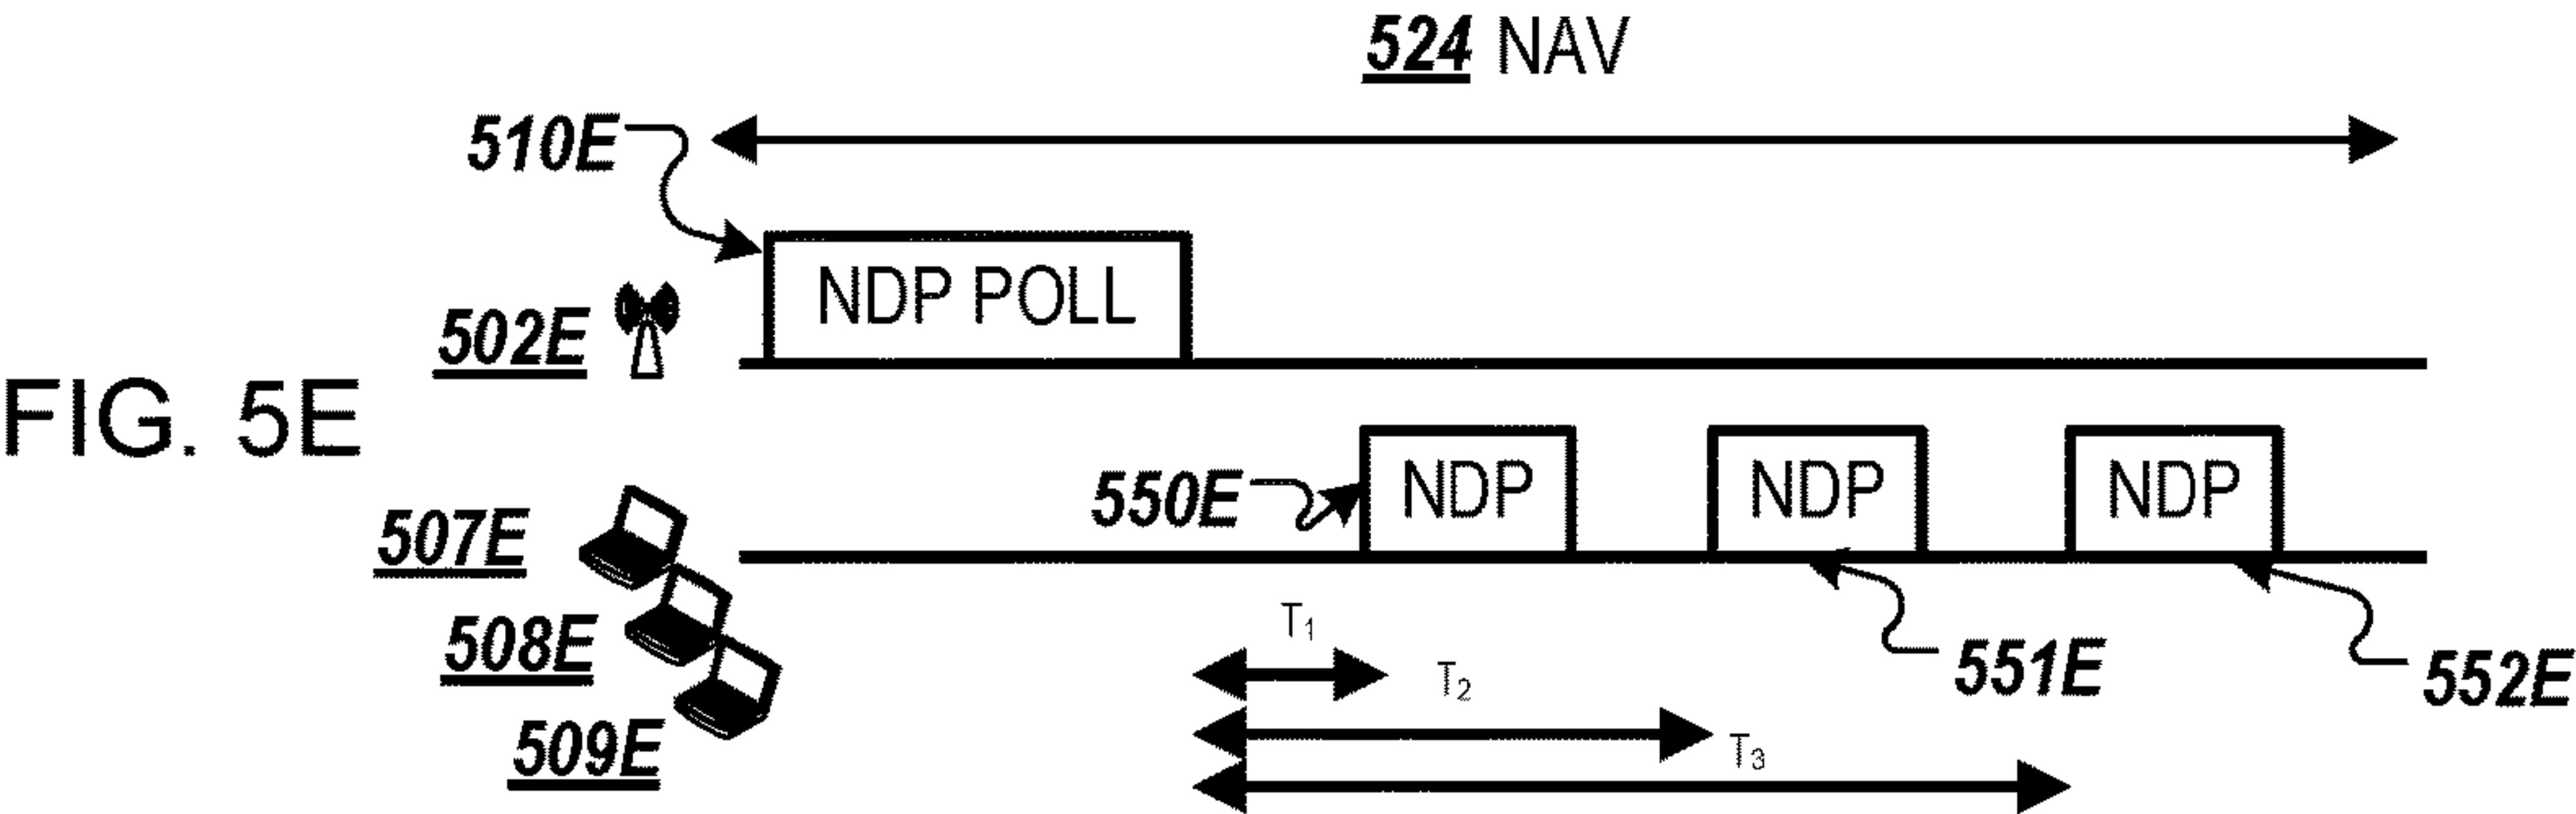 524 NAV
510E
NDP POLL
502E
FIG. 5E
550E
NDP
NDP
NDP
507E
508E
509E
T₁
T₂
T₃
551E
552E